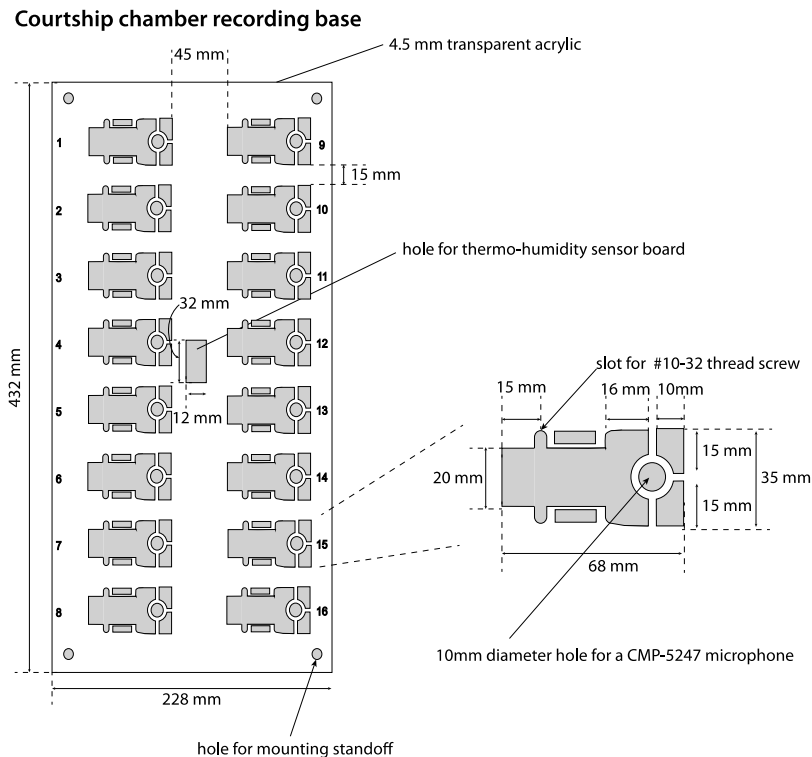 Courtship chamber recording base
4.5 mm transparent acrylic
45 mm
1
9
15 mm
2
10
hole for thermo-humidity sensor board
3
11
32 mm
4
12
432 mm
slot for #10-32 thread screw
15 mm
16 mm
10mm
12 mm
5
13
15 mm
20 mm
35 mm
6
14
15 mm
7
15
68 mm
8
16
10mm diameter hole for a CMP-5247 microphone
228 mm
hole for mounting standoff